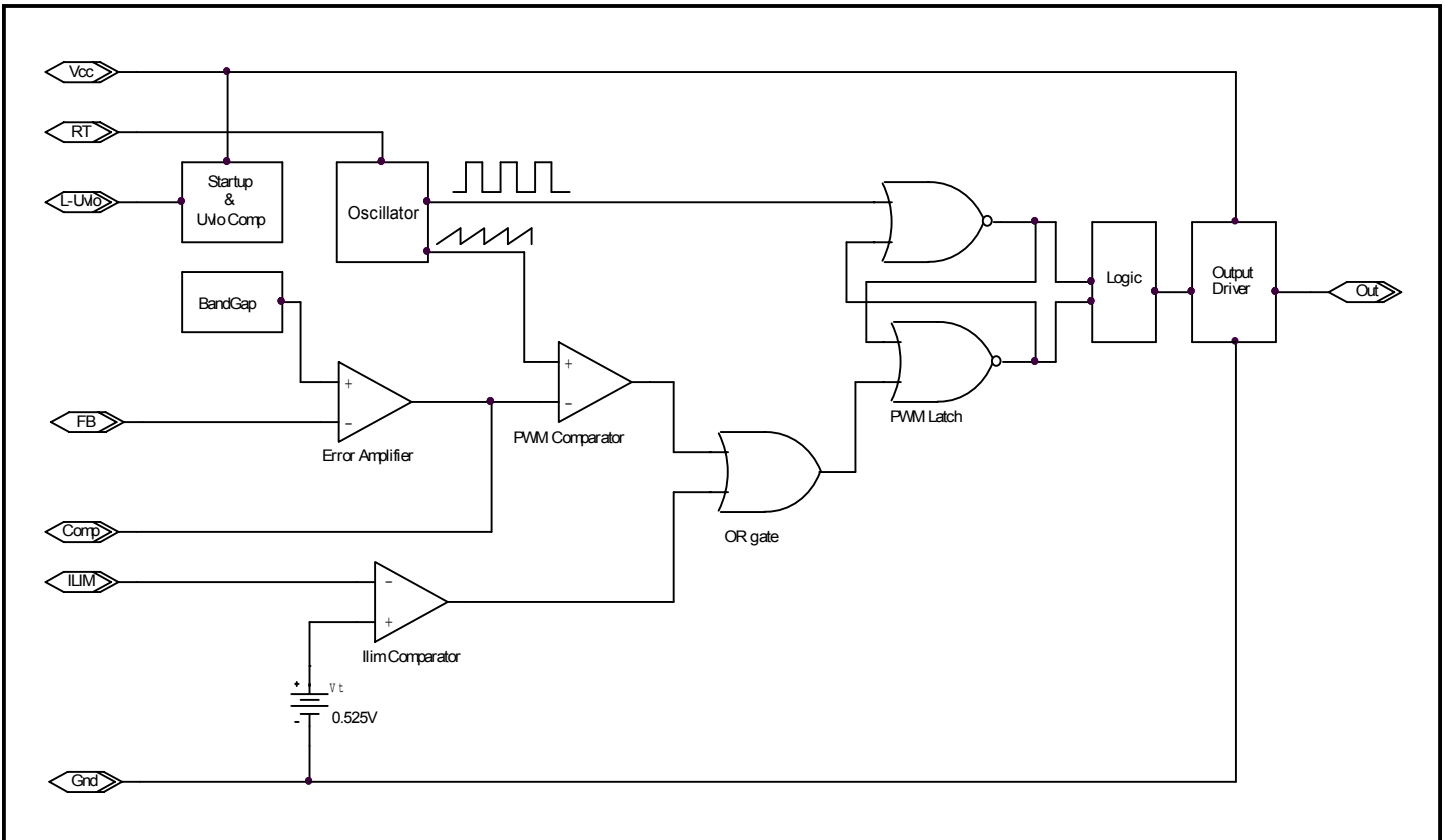 Vcc
RT
L-Uvlo
Startup
&
Uvlo Comp
Oscillator
BandGap
Logic
Output
Driver
Out
+
-
FB
Error Amplifier
+
-
PWM Comparator
PWM Latch
Comp
OR gate
ILIM
-
+
Ilim Comparator
+
Vt
-
0.525V
Gnd